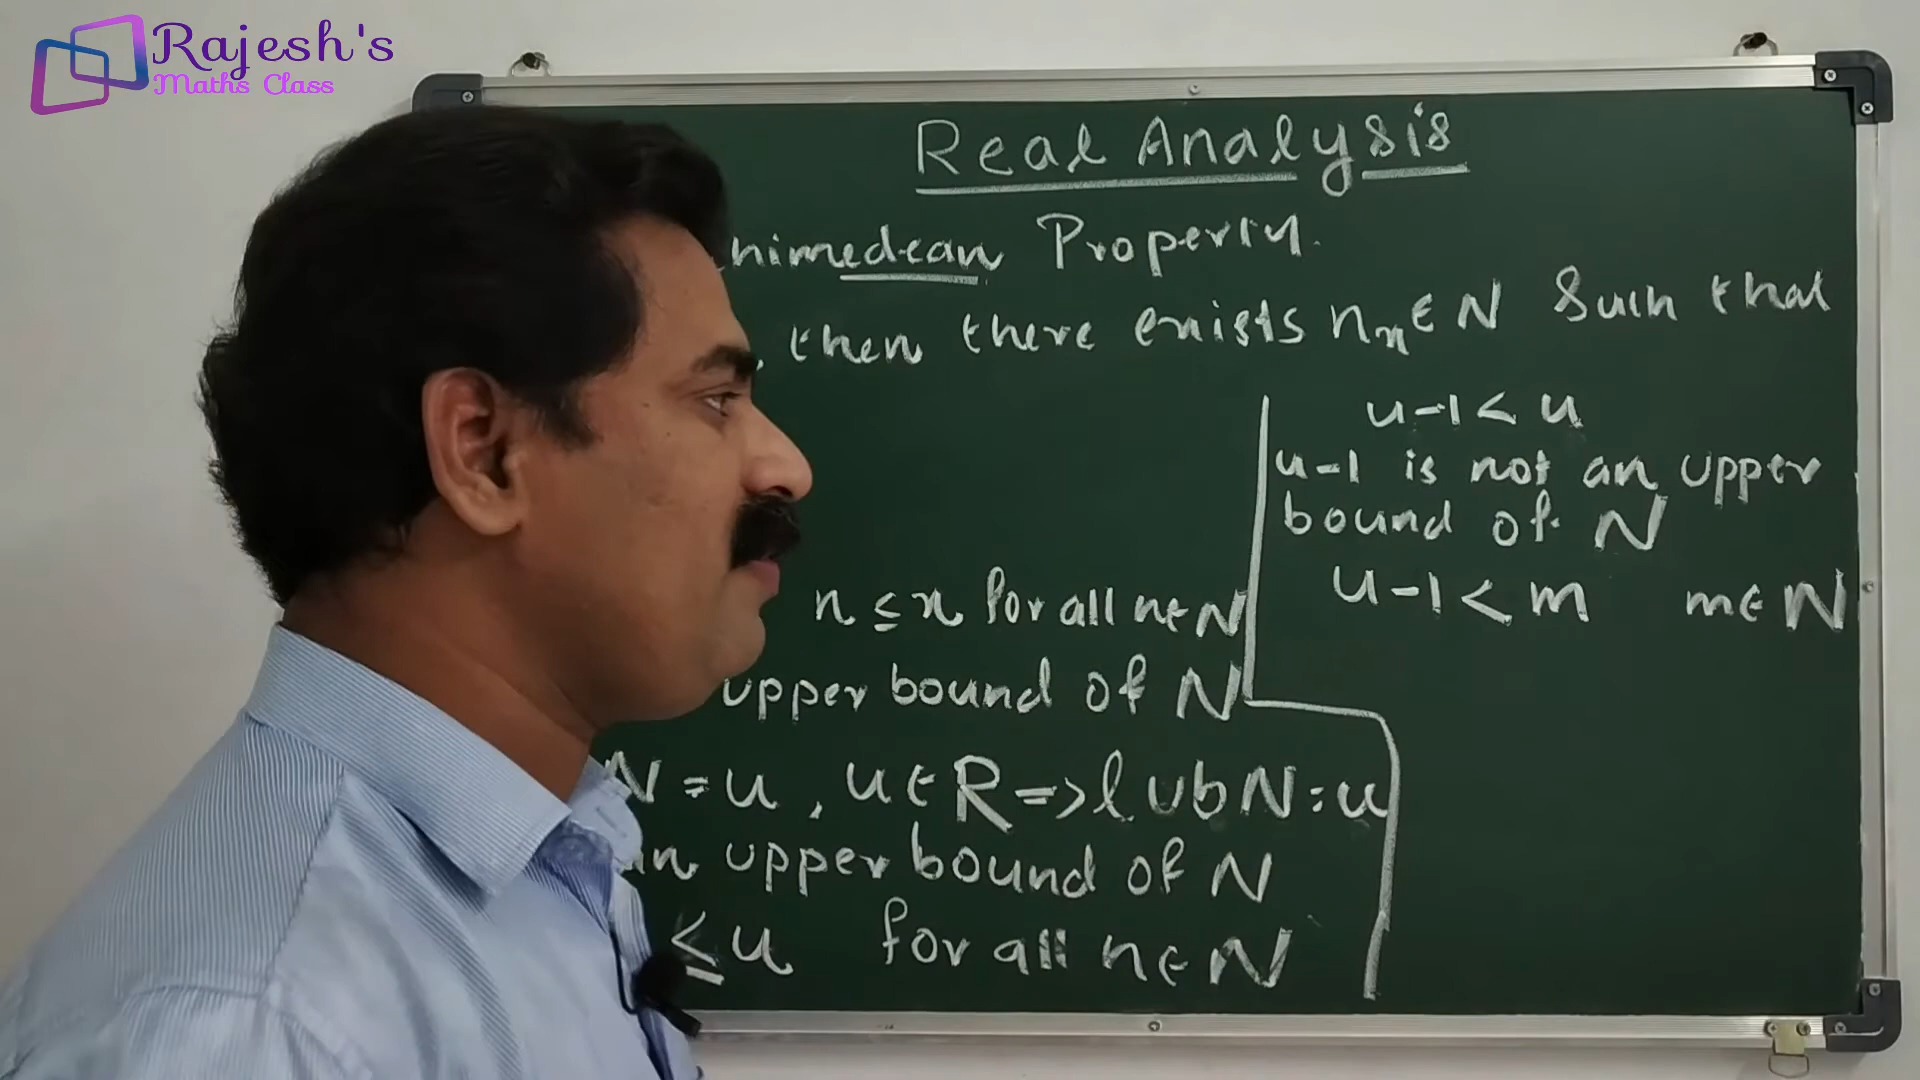 Rajesh's
Maths Class
Real Analysis
Property.
, then there exists nₓ ∈ N Such that
u-1 < u
u-1 is not an upper
bound of N
u-1 < m m ∈ N
n ≤ x for all n ∈ N
upper bound of N
N = u, u ∈ R => lub N = u
an upper bound of N
≤ u for all n ∈ N